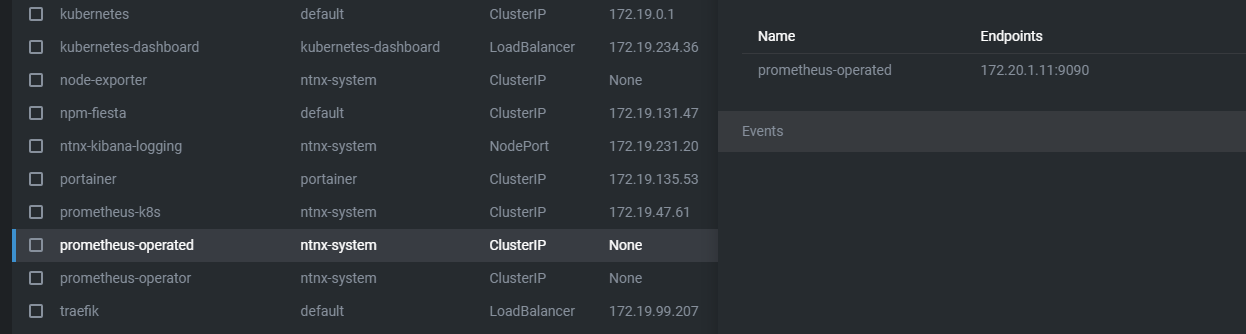 kubernetes default ClusterIP 172.19.0.1
kubernetes-dashboard kubernetes-dashboard LoadBalancer 172.19.234.36
node-exporter ntnx-system ClusterIP None
npm-fiesta default ClusterIP 172.19.131.47
ntnx-kibana-logging ntnx-system NodePort 172.19.231.20
portainer portainer ClusterIP 172.19.135.53
prometheus-k8s ntnx-system ClusterIP 172.19.47.61
prometheus-operated ntnx-system ClusterIP None
prometheus-operator ntnx-system ClusterIP None
traefik default LoadBalancer 172.19.99.207
Name Endpoints
prometheus-operated 172.20.1.11:9090
Events